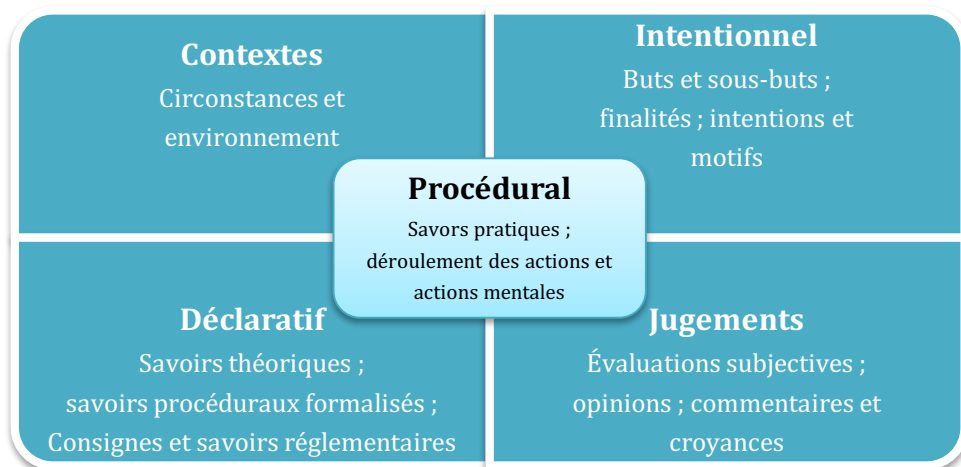 Contextes
Circonstances et
environnement
Intentionnel
Buts et sous-buts ;
finalités ; intentions et
motifs
Procédural
Savors pratiques ;
déroulement des actions et
actions mentales
Déclaratif
Savoirs théoriques ;
savoirs procéduraux formalisés ;
Consignes et savoirs réglementaires
Jugements
Évaluations subjectives ;
opinions ; commentaires et
croyances